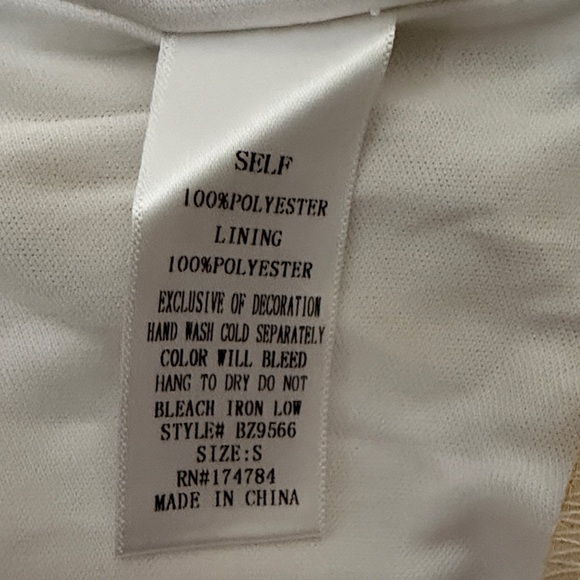 SELF
100%POLYESTER
LINING
100%POLYESTER
EXCLUSIVE OF DECORATION
HAND WASH COLD SEPARATELY
COLOR WILL BLEED
HANG TO DRY DO NOT
BLEACH IRON LOW
STYLE# BZ9566
SIZE:S
RN#174784
MADE IN CHINA